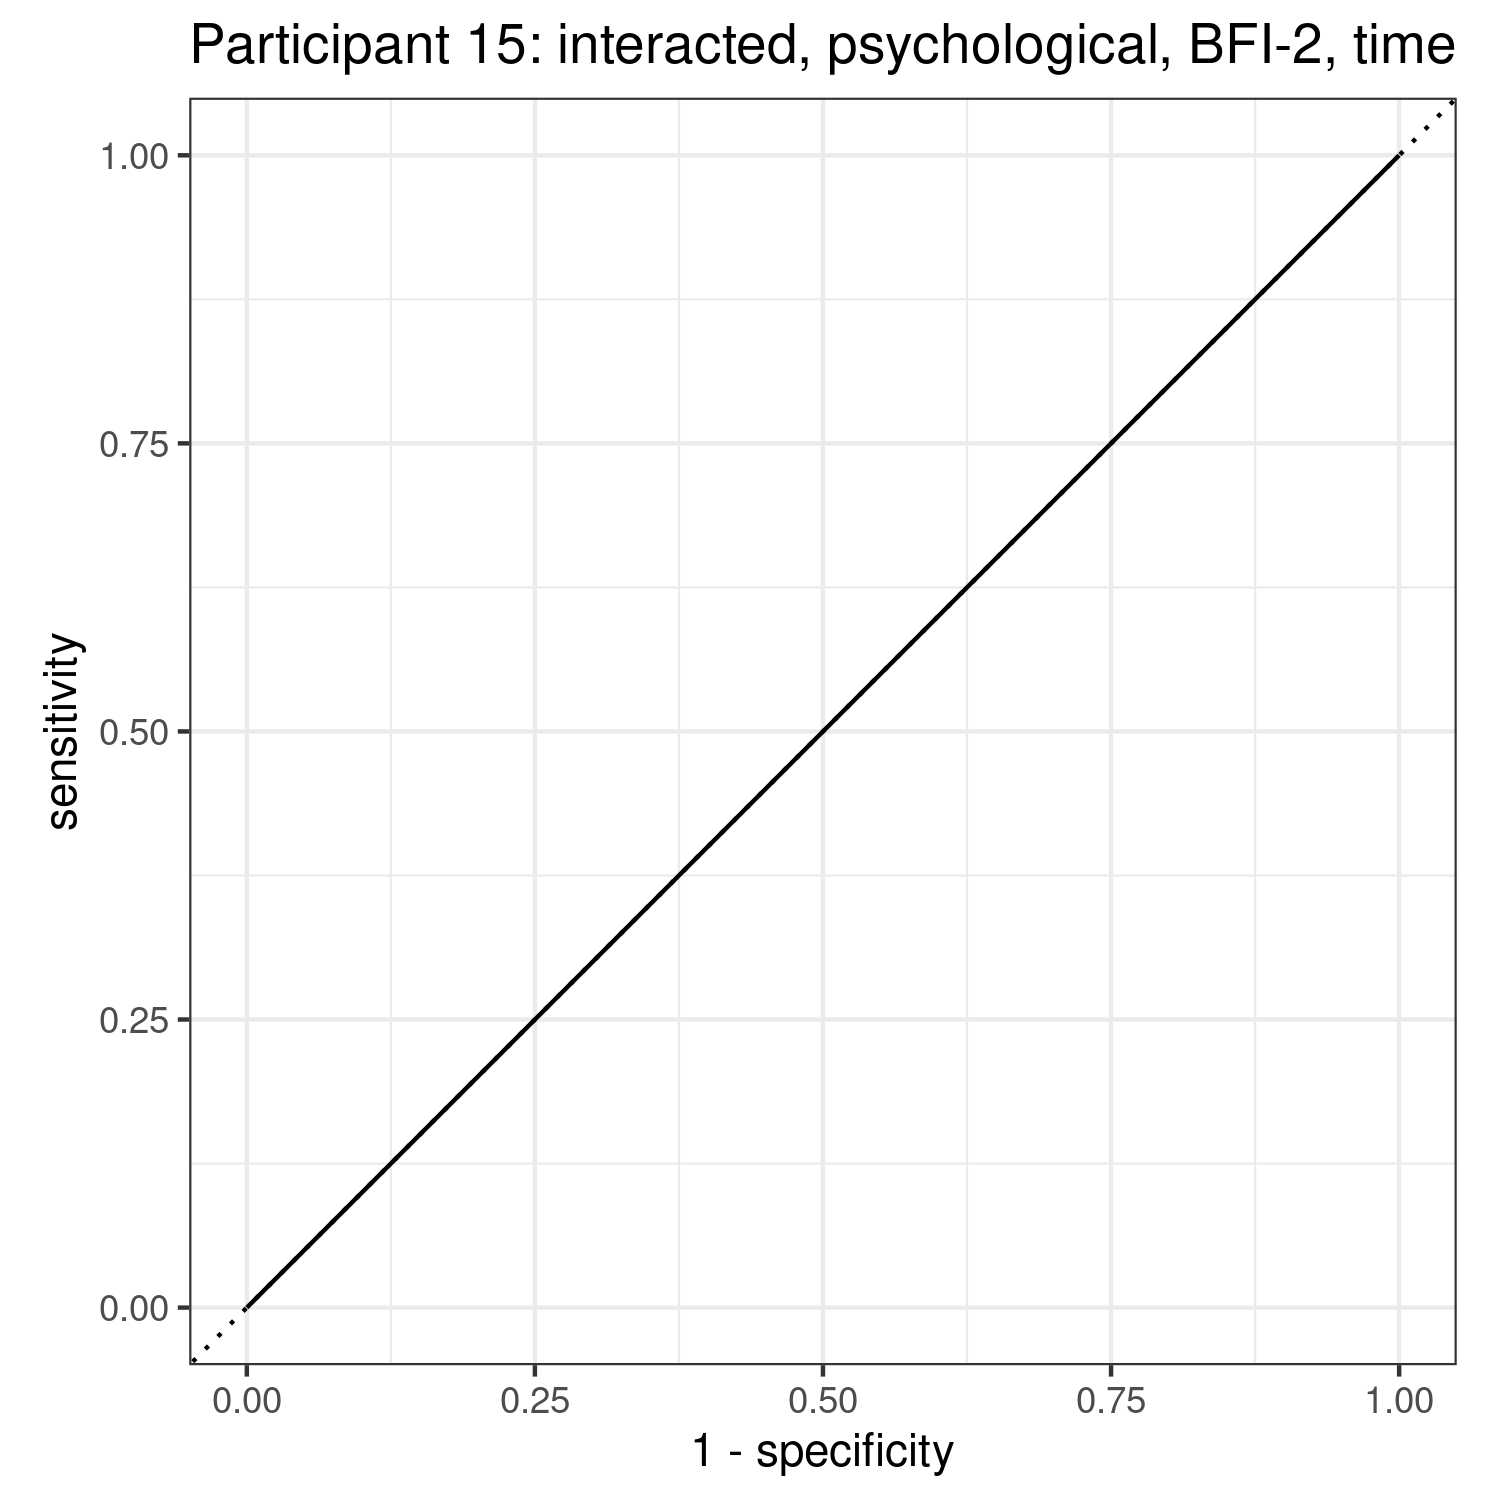 Participant 15: interacted, psychological, BFI-2, time
1.00
0.75
0.50
0.25
0.00
sensitivity
0.00 0.25 0.50 0.75 1.00
1 - specificity